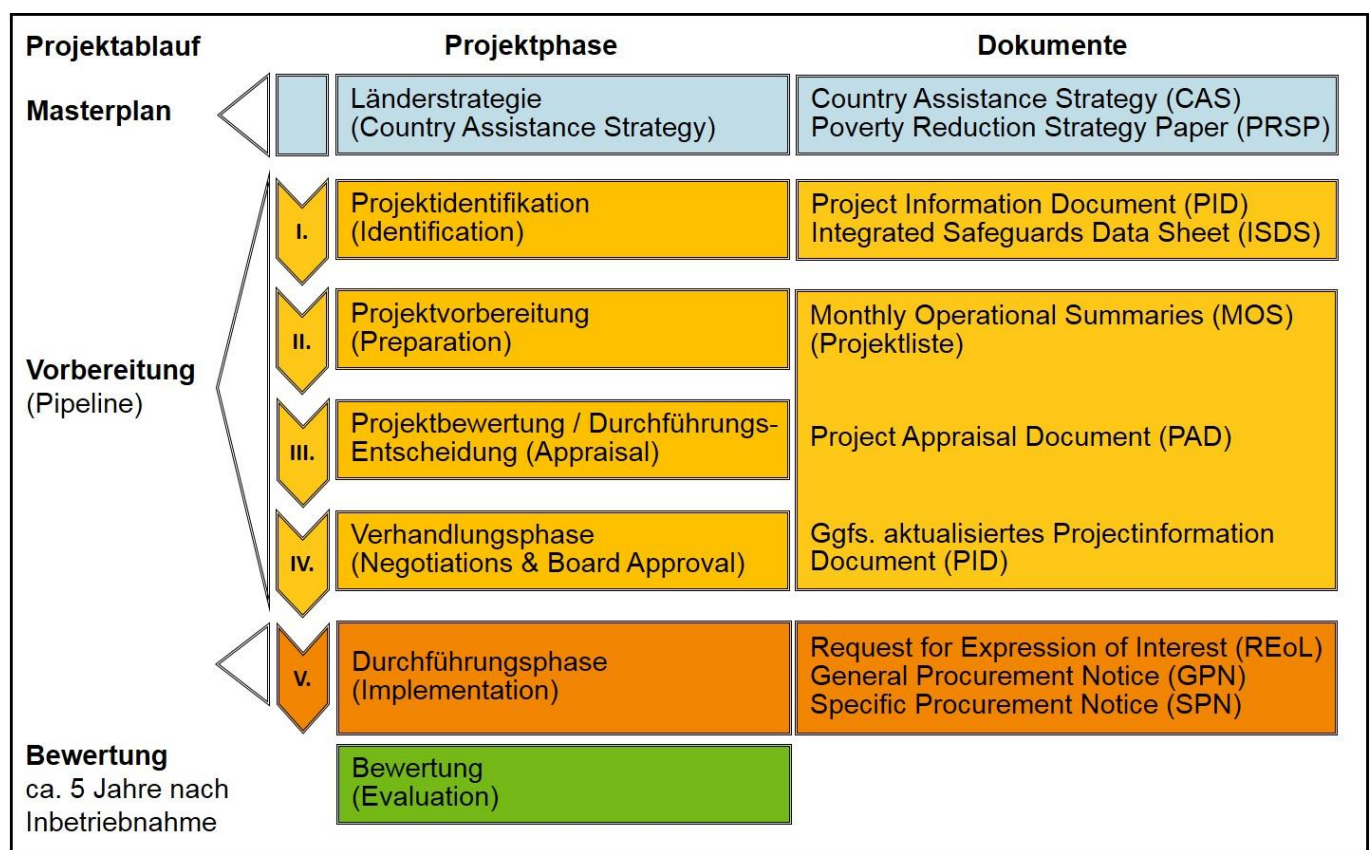 Projektablauf
Projektphase
Dokumente
Masterplan
Länderstrategie
(Country Assistance Strategy)
Country Assistance Strategy (CAS)
Poverty Reduction Strategy Paper (PRSP)
Vorbereitung
(Pipeline)
I.
Projektidentifikation
(Identification)
Project Information Document (PID)
Integrated Safeguards Data Sheet (ISDS)
II.
Projektvorbereitung
(Preparation)
Monthly Operational Summaries (MOS)
(Projektliste)
III.
Projektbewertung / Durchführungs-
Entscheidung (Appraisal)
Project Appraisal Document (PAD)
IV.
Verhandlungsphase
(Negotiations & Board Approval)
Ggfs. aktualisiertes Projectinformation
Document (PID)
V.
Durchführungsphase
(Implementation)
Request for Expression of Interest (REoL)
General Procurement Notice (GPN)
Specific Procurement Notice (SPN)
Bewertung
ca. 5 Jahre nach
Inbetriebnahme
Bewertung
(Evaluation)